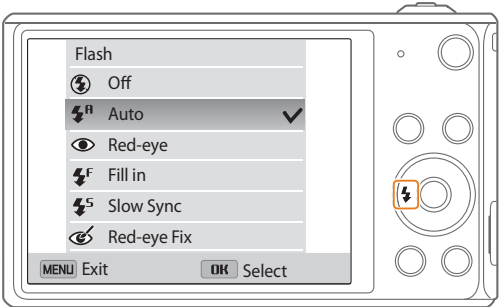 Flash
Off
A Auto
Red-eye
F Fill in
S Slow Sync
Red-eye Fix
MENU Exit OK Select